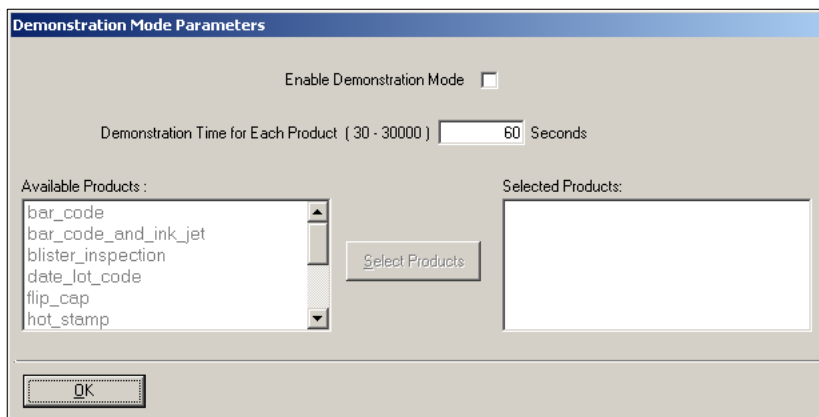 Demonstration Mode Parameters
Enable Demonstration Mode
Demonstration Time for Each Product ( 30 - 30000 ) 60 Seconds
Available Products :
Selected Products:
bar_code
bar_code_and_ink_jet
blister_inspection
date_lot_code
flip_cap
hot_stamp
Select Products
OK